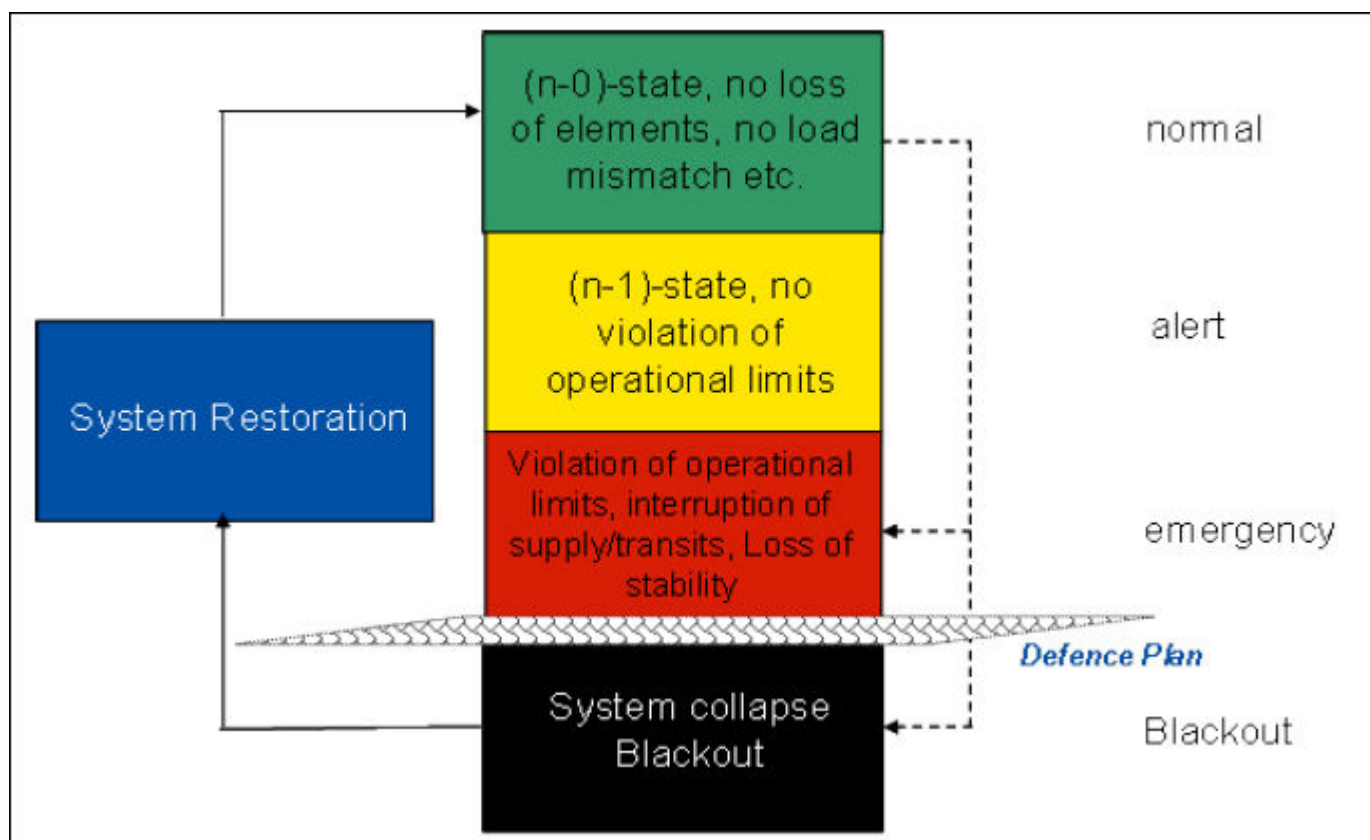 (n-0)-state, no loss
of elements, no load
mismatch etc.
normal
(n-1)-state, no
violation of
operational limits
alert
System Restoration
Violation of operational
limits, interruption of
supply/transits, Loss of
stability
emergency
Defence Plan
System collapse
Blackout
Blackout